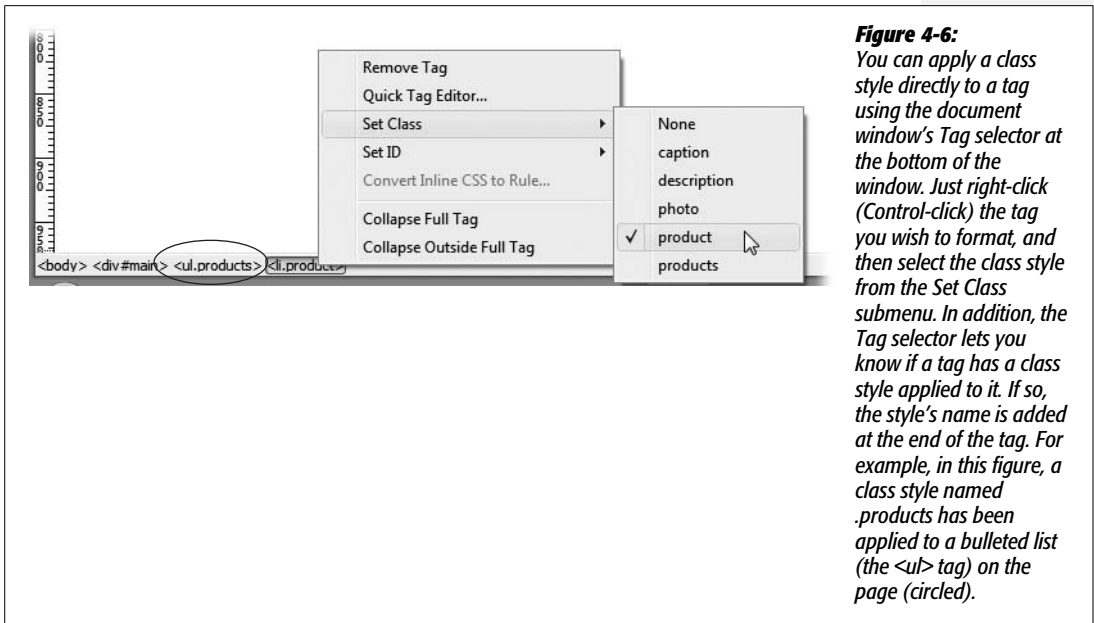 800
850
900
950
Remove Tag
Quick Tag Editor...
Set Class
Set ID
Convert Inline CSS to Rule...
Collapse Full Tag
Collapse Outside Full Tag
None
caption
description
photo
✓ product
products
<body> <div#main> <ul.products> <li.product>
Figure 4-6:
You can apply a class
style directly to a tag
using the document
window’s Tag selector at
the bottom of the
window. Just right-click
(Control-click) the tag
you wish to format, and
then select the class style
from the Set Class
submenu. In addition, the
Tag selector lets you
know if a tag has a class
style applied to it. If so,
the style’s name is added
at the end of the tag. For
example, in this figure, a
class style named
.products has been
applied to a bulleted list
(the <ul> tag) on the
page (circled).